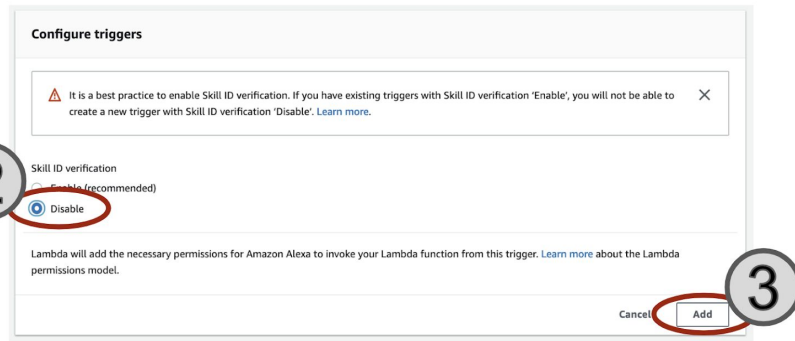 Configure triggers
It is a best practice to enable Skill ID verification. If you have existing triggers with Skill ID verification 'Enable', you will not be able to
create a new trigger with Skill ID verification 'Disable'. Learn more.
Skill ID verification
2
Enable (recommended)
Disable
Lambda will add the necessary permissions for Amazon Alexa to invoke your Lambda function from this trigger. Learn more about the Lambda
permissions model.
3
Cancel
Add